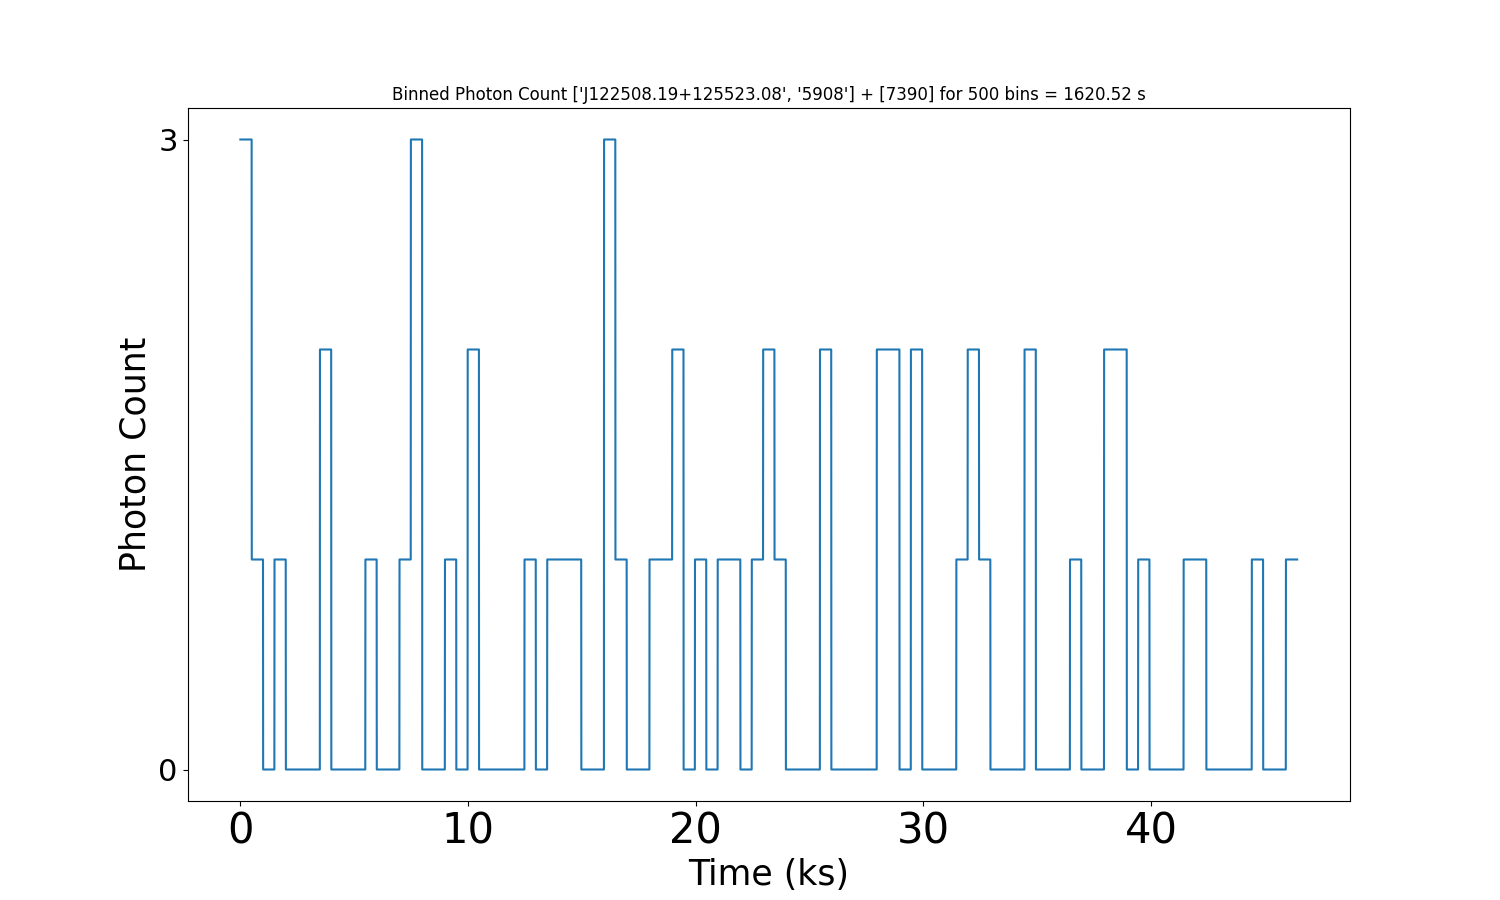 Binned Photon Count ['J122508.19+125523.08', '5908'] + [7390] for 500 bins = 1620.52 s
3
Photon Count
0
0 10 20 30 40
Time (ks)